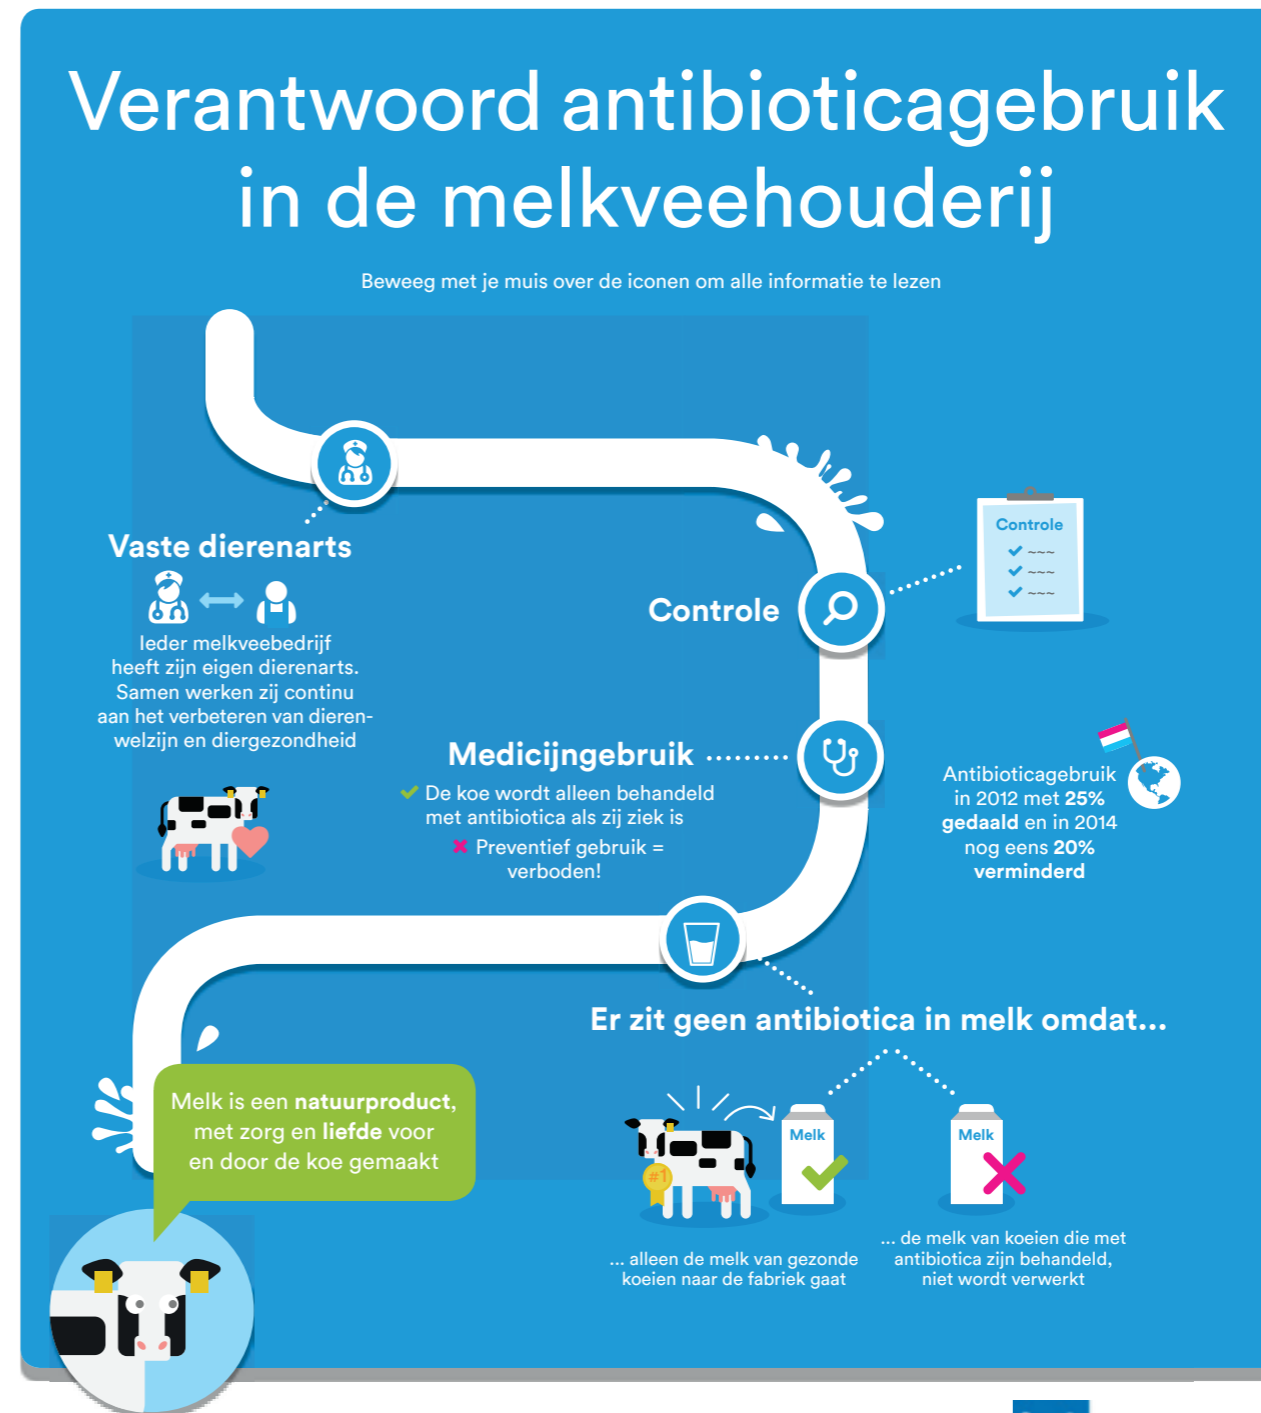 Verantwoord antibioticagebruik
in de melkveehouderij
Beweeg met je muis over de iconen om alle informatie te lezen
Vaste dierenarts
Ieder melkveebedrijf
heeft zijn eigen dierenarts.
Samen werken zij continu
aan het verbeteren van dieren-
welzijn en diergezondheid
Controle
Controle
~~~
~~~
~~~
Medicijngebruik
De koe wordt alleen behandeld
met antibiotica als zij ziek is
Preventief gebruik =
verboden!
Antibioticagebruik
in 2012 met 25%
gedaald en in 2014
nog eens 20%
verminderd
Er zit geen antibiotica in melk omdat...
Melk
#1
... alleen de melk van gezonde
koeien naar de fabriek gaat
Melk
... de melk van koeien die met
antibiotica zijn behandeld,
niet wordt verwerkt
Melk is een natuurproduct,
met zorg en liefde voor
en door de koe gemaakt